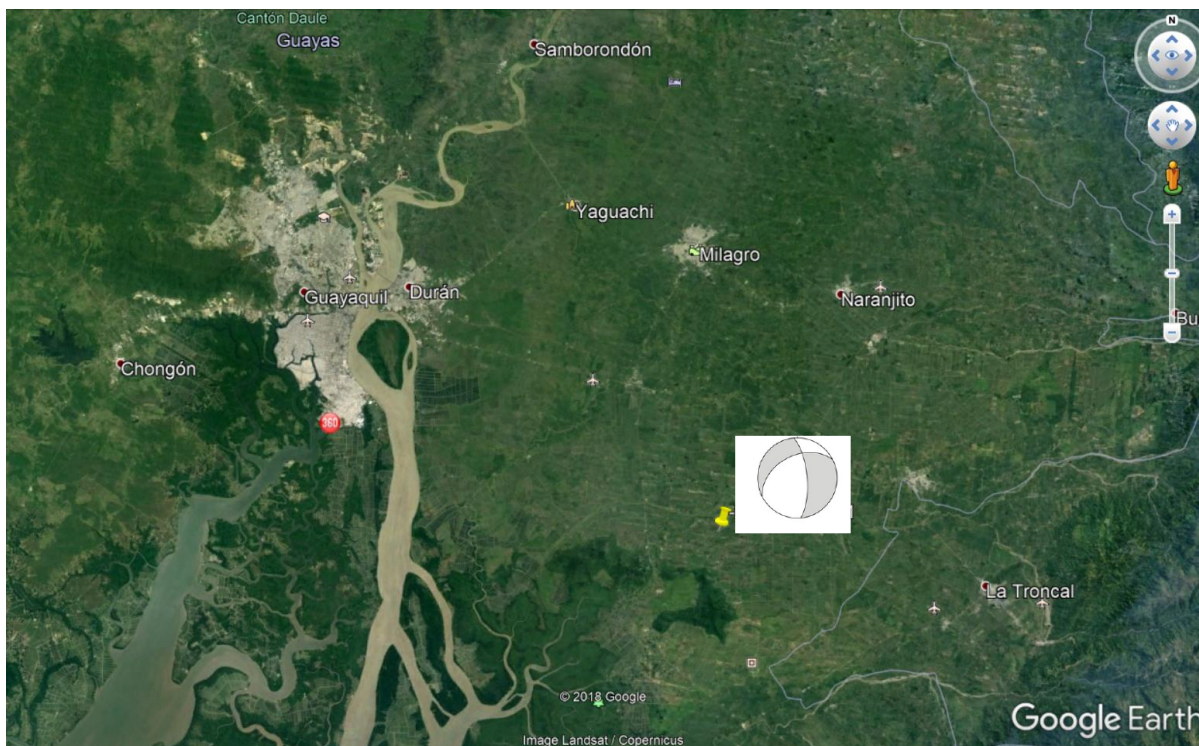 Cantón Daule
Guayas
Samborondón
N
Yaguachi
Milagro
Guayaquil
Durán
Naranjito
Bu
Chongón
360
La Troncal
© 2018 Google
Image Landsat / Copernicus
Google Earth